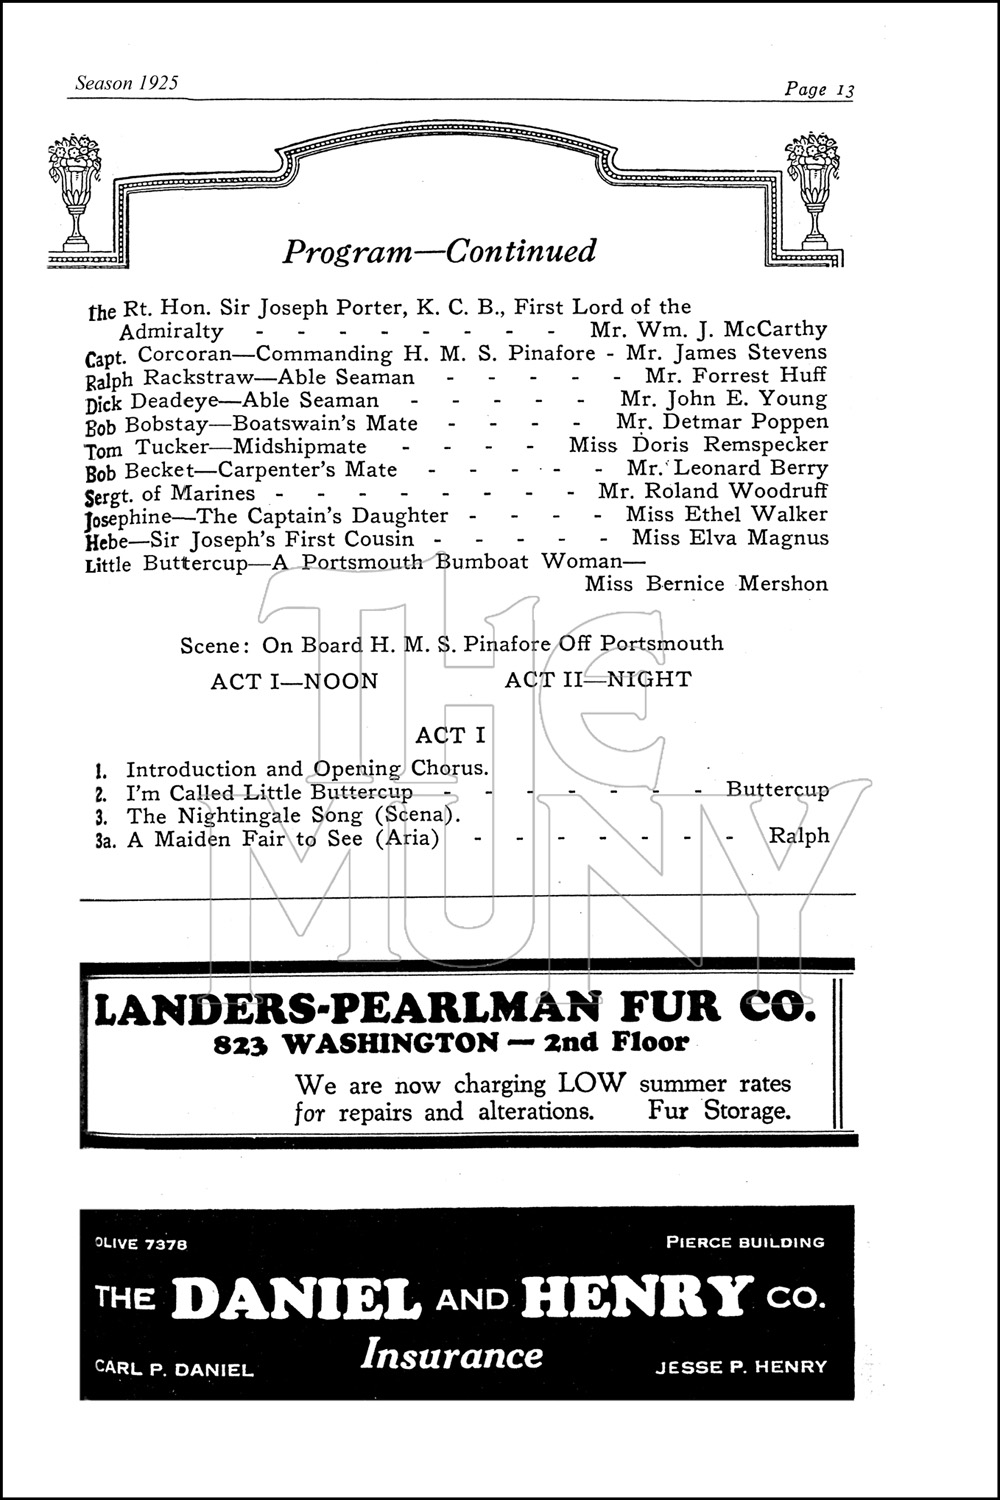 Season 1925
Page 13
Program—Continued
the Rt. Hon. Sir Joseph Porter, K. C. B., First Lord of the
Admiralty - - - - - - - - Mr. Wm. J. McCarthy
Capt. Corcoran—Commanding H. M. S. Pinafore - Mr. James Stevens
Ralph Rackstraw—Able Seaman - - - - - Mr. Forrest Huff
Dick Deadeye—Able Seaman - - - - - Mr. John E. Young
Bob Bobstay—Boatswain's Mate - - - - Mr. Detmar Poppen
Tom Tucker—Midshipmate - - - - Miss Doris Remspecker
Bob Becket—Carpenter's Mate - - - - - Mr. Leonard Berry
Sergt. of Marines - - - - - - - - Mr. Roland Woodruff
Josephine—The Captain's Daughter - - - - Miss Ethel Walker
Hebe—Sir Joseph's First Cousin - - - - - Miss Elva Magnus
Little Buttercup—A Portsmouth Bumboat Woman—
Miss Bernice Mershon
Scene: On Board H. M. S. Pinafore Off Portsmouth
ACT I—NOON ACT II—NIGHT
ACT I
1. Introduction and Opening Chorus.
2. I'm Called Little Buttercup - - - - - - - Buttercup
3. The Nightingale Song (Scena).
3a. A Maiden Fair to See (Aria) - - - - - - - Ralph
THE
MUNY
LANDERS-PEARLMAN FUR CO.
823 WASHINGTON — 2nd Floor
We are now charging LOW summer rates
for repairs and alterations. Fur Storage.
OLIVE 7378 PIERCE BUILDING
THE DANIEL AND HENRY CO.
Insurance
CARL P. DANIEL JESSE P. HENRY